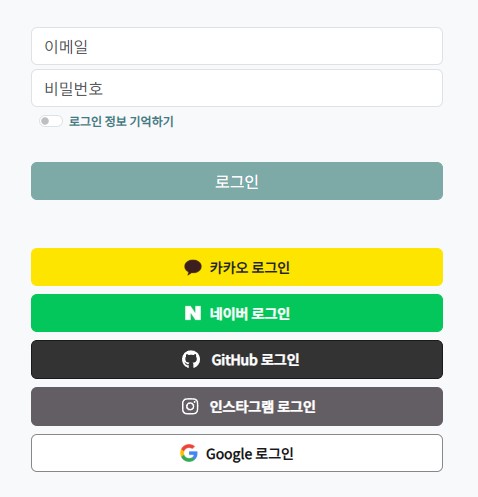 이메일
비밀번호
로그인 정보 기억하기
로그인
카카오 로그인
네이버 로그인
GitHub 로그인
인스타그램 로그인
Google 로그인